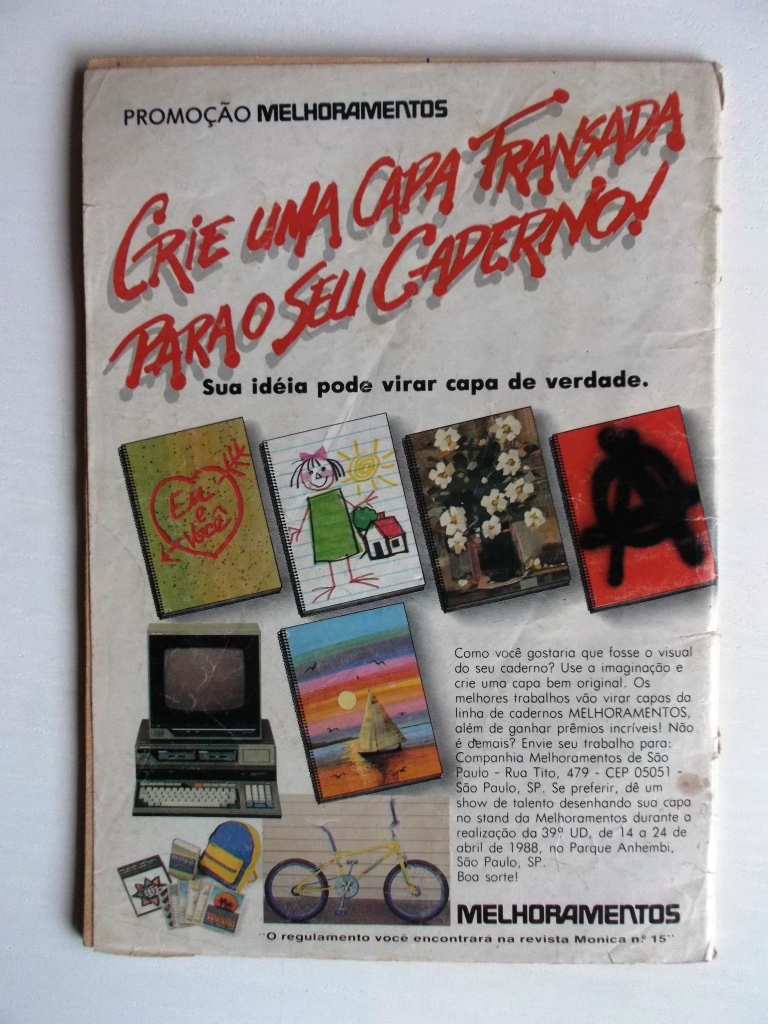 PROMOÇÃO MELHORAMENTOS
CRIE UMA CAPA TRANSADA
PARA O SEU CADERNO!
Sua idéia pode virar capa de verdade.
Eu
e
você
A
Como você gostaria que fosse o visual
do seu caderno? Use a imaginação e
crie uma capa bem original. Os
melhores trabalhos vão virar capas da
linha de cadernos MELHORAMENTOS,
além de ganhar prêmios incríveis! Não
é demais? Envie seu trabalho para:
Companhia Melhoramentos de São
Paulo - Rua Tito, 479 - CEP 05051 -
São Paulo, SP. Se preferir, dê um
show de talento desenhando sua capa
no stand da Melhoramentos durante a
realização da 39ª UD, de 14 a 24 de
abril de 1988, no Parque Anhembi,
São Paulo, SP.
Boa sorte!
MELHORAMENTOS
"O regulamento você encontrará na revista Monica n.º 15"